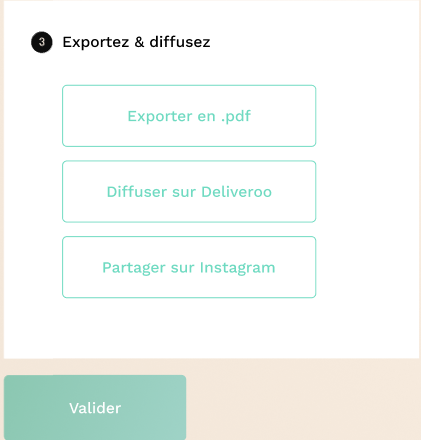 3 Exportez & diffusez
Exporter en .pdf
Diffuser sur Deliveroo
Partager sur Instagram
Valider